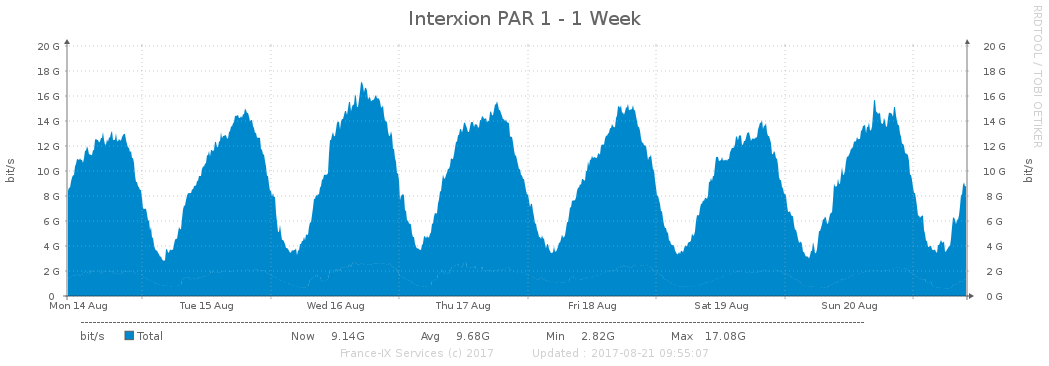 Interxion PAR 1 - 1 Week
RRDTOOL / TOBI OETIKER
20 G 20 G
18 G 18 G
16 G 16 G
14 G 14 G
12 G 12 G
10 G 10 G
8 G 8 G
6 G 6 G
4 G 4 G
2 G 2 G
0 0 G
bit/s
bit/s
Mon 14 Aug Tue 15 Aug Wed 16 Aug Thu 17 Aug Fri 18 Aug Sat 19 Aug Sun 20 Aug
bit/s Total Now 9.14G Avg 9.68G Min 2.82G Max 17.08G
France-IX Services (c) 2017 Updated : 2017-08-21 09:55:07